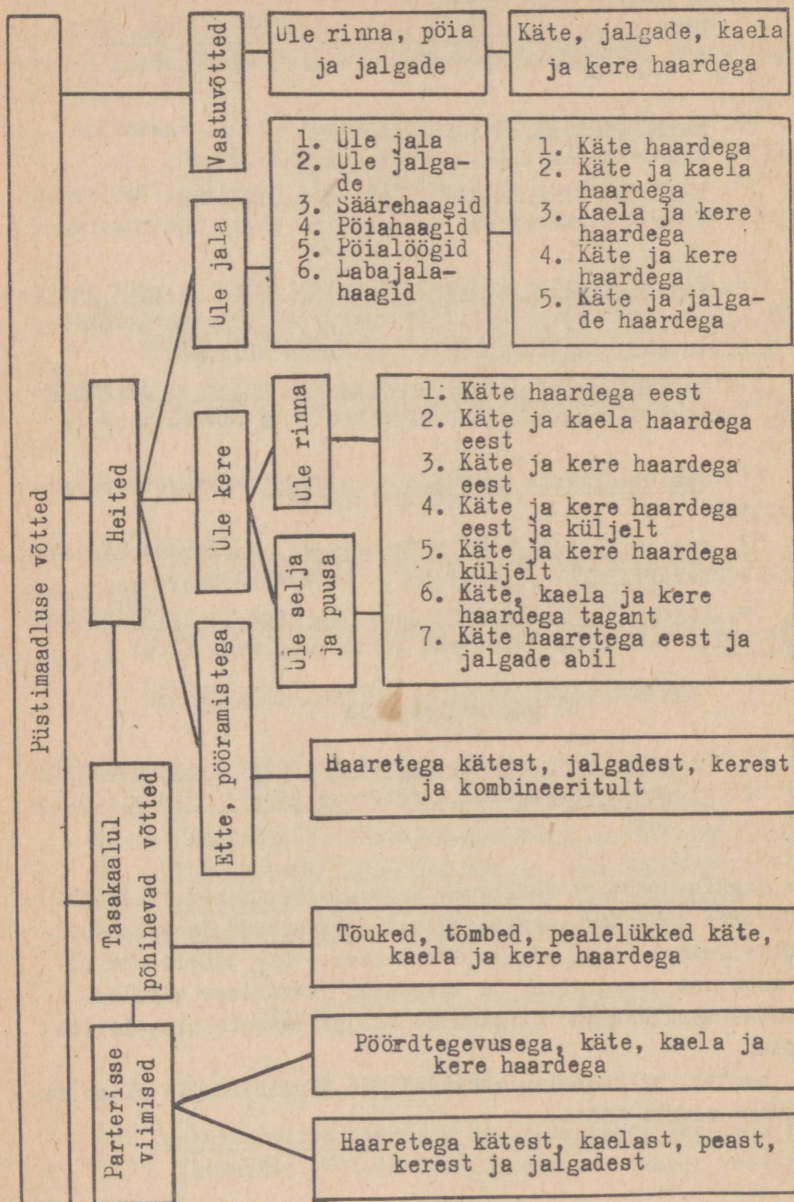 Püstimaadluse võtted
Vastuvõtted
Üle rinna, pöia
ja jalgade
Käte, jalgade, kaela
ja kere haardega
Heited
Üle jala
1. Üle jala
2. Üle jalga-
de
3. Säärehaagid
4. Pöiahaagid
5. Pöialöögid
6. Labajala-
haagid
1. Käte haardega
2. Käte ja kaela
haardega
3. Kaela ja kere
haardega
4. Käte ja kere
haardega
5. Käte ja jalga-
de haardega
Üle kere
Üle rinna
Üle selja
ja puusa
1. Käte haardega eest
2. Käte ja kaela haardega
eest
3. Käte ja kere haardega
eest
4. Käte ja kere haardega
eest ja küljelt
5. Käte ja kere haardega
küljelt
6. Käte, kaela ja kere
haardega tagant
7. Käte haaretega eest ja
jalgade abil
Ette, pööramistega
Haaretega kätest, jalgadest, kerest
ja kombineeritult
Tasakaalul
põhinevad võtted
Tõuked, tõmbed, pealelükked käte,
kaela ja kere haardega
Parterisse
viimised
Pöördtegevusega, käte, kaela ja
kere haardega
Haaretega kätest, kaelast, peast,
kerest ja jalgadest